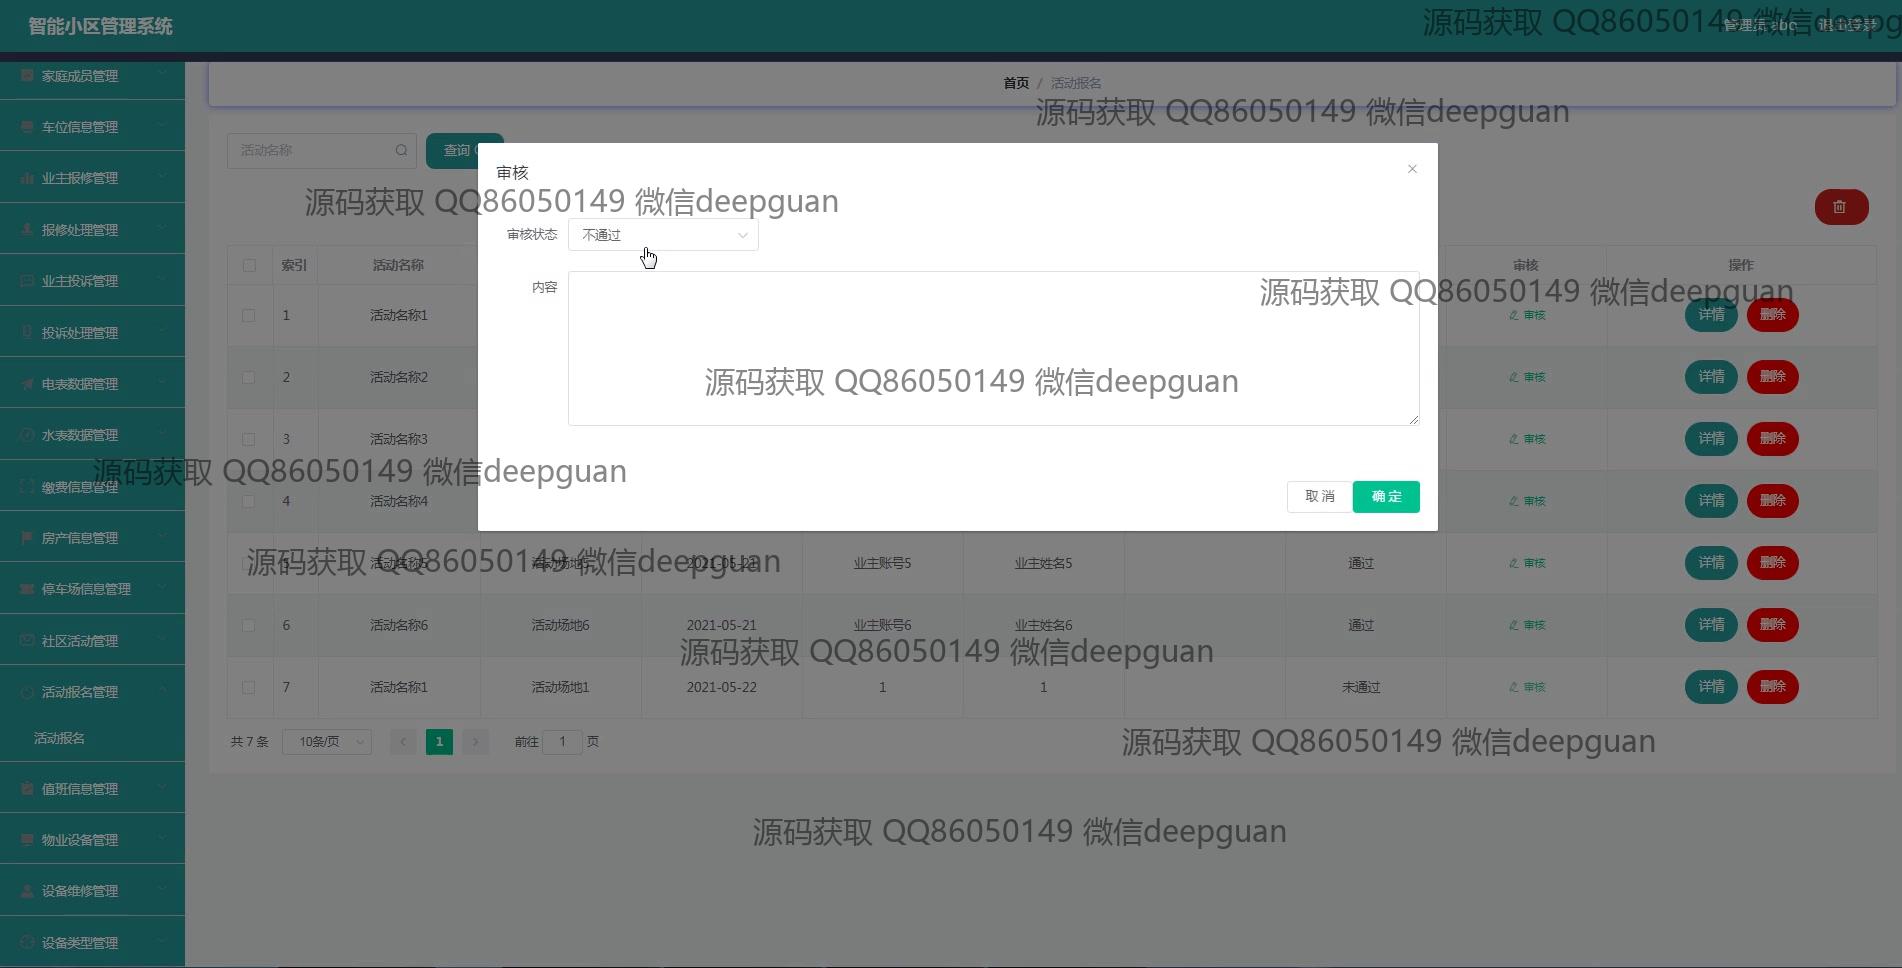 智能小区管理系统
管理员 abo 退出登录
源码获取 QQ86050149 微信deepg
家庭成员管理
首页 / 活动报名
源码获取 QQ86050149 微信deepguan
车位信息管理
活动名称
查询
审核
业主报修管理
源码获取 QQ86050149 微信deepguan
报修处理管理
审核状态 不通过
索引 活动名称 审核 操作
业主投诉管理
内容
源码获取 QQ86050149 微信deepguan
1 活动名称1 审核 详情 删除
投诉处理管理
电表数据管理
2 活动名称2 审核 详情 删除
源码获取 QQ86050149 微信deepguan
水表数据管理
3 活动名称3 审核 详情 删除
源码获取 QQ86050149 微信deepguan
缴费信息管理
取消 确定
4 活动名称4 审核 详情 删除
房产信息管理
源码获取 QQ86050149 微信deepguan
5 活动名称5 活动场地5 2021-05-21 业主账号5 业主姓名5 通过 审核 详情 删除
停车场信息管理
6 活动名称6 活动场地6 2021-05-21 业主账号6 业主姓名6 通过 审核 详情 删除
社区活动管理
源码获取 QQ86050149 微信deepguan
活动报名管理
7 活动名称1 活动场地1 2021-05-22 1 1 未通过 审核 详情 删除
活动报名
共 7 条 10条/页 1 前往 1 页
源码获取 QQ86050149 微信deepguan
值班信息管理
源码获取 QQ86050149 微信deepguan
物业设备管理
设备维修管理
设备类型管理